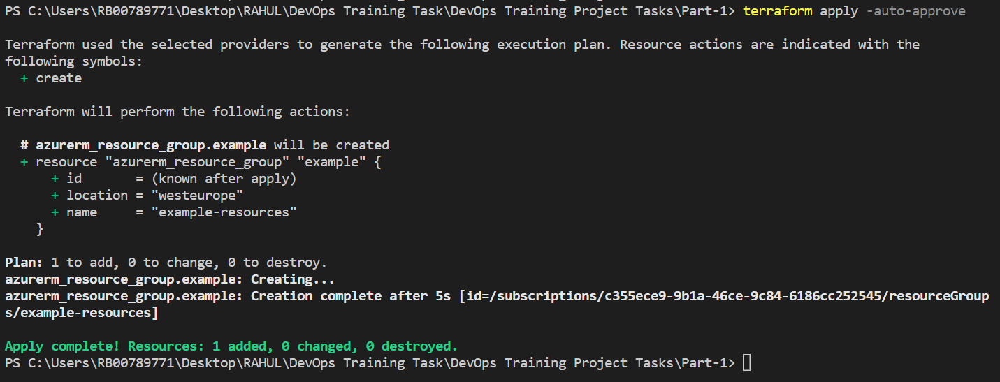 PS C:\Users\RB00789771\Desktop\RAHUL\DevOps Training Task\DevOps Training Project Tasks\Part-1> terraform apply -auto-approve
Terraform used the selected providers to generate the following execution plan. Resource actions are indicated with the
following symbols:
  + create
Terraform will perform the following actions:
  # azurerm_resource_group.example will be created
  + resource "azurerm_resource_group" "example" {
      + id       = (known after apply)
      + location = "westeurope"
      + name     = "example-resources"
    }
Plan: 1 to add, 0 to change, 0 to destroy.
azurerm_resource_group.example: Creating...
azurerm_resource_group.example: Creation complete after 5s [id=/subscriptions/c355ece9-9b1a-46ce-9c84-6186cc252545/resourceGroup
s/example-resources]
Apply complete! Resources: 1 added, 0 changed, 0 destroyed.
PS C:\Users\RB00789771\Desktop\RAHUL\DevOps Training Task\DevOps Training Project Tasks\Part-1>